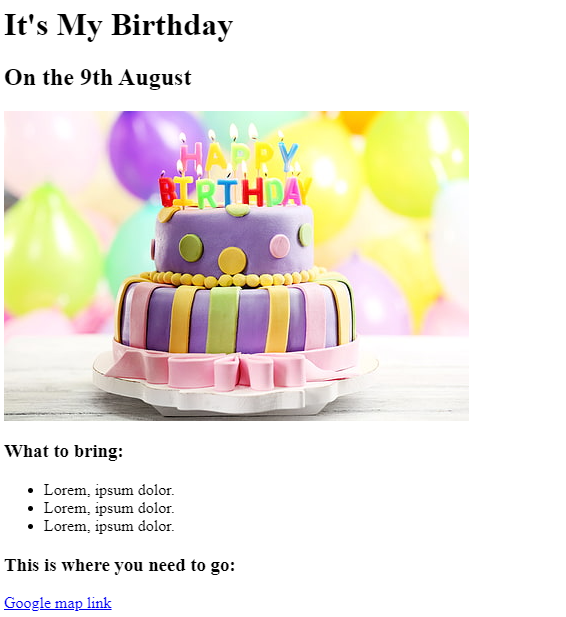 It's My Birthday
On the 9th August
HAPPY
BIRTHDAY
What to bring:
Lorem, ipsum dolor.
Lorem, ipsum dolor.
Lorem, ipsum dolor.
This is where you need to go:
Google map link